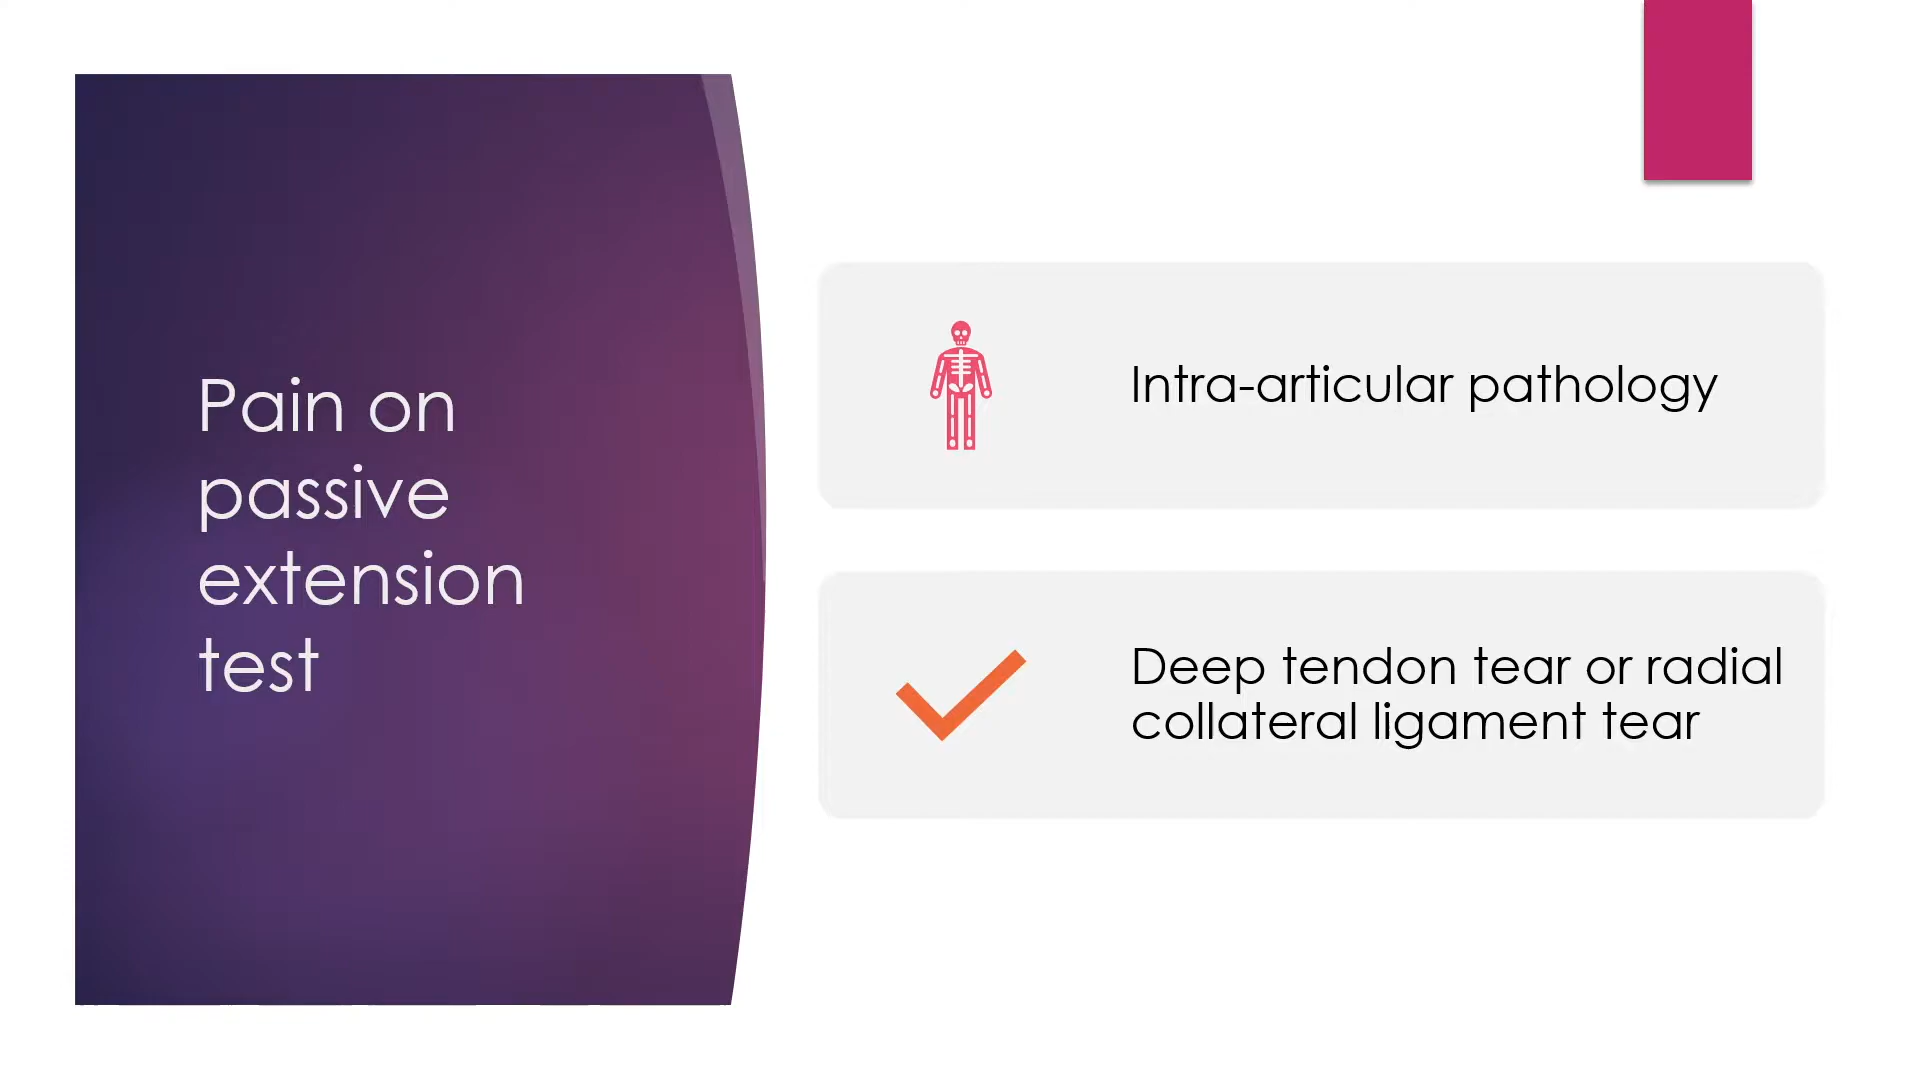 Pain on
passive
extension
test
Intra-articular pathology
Deep tendon tear or radial
collateral ligament tear